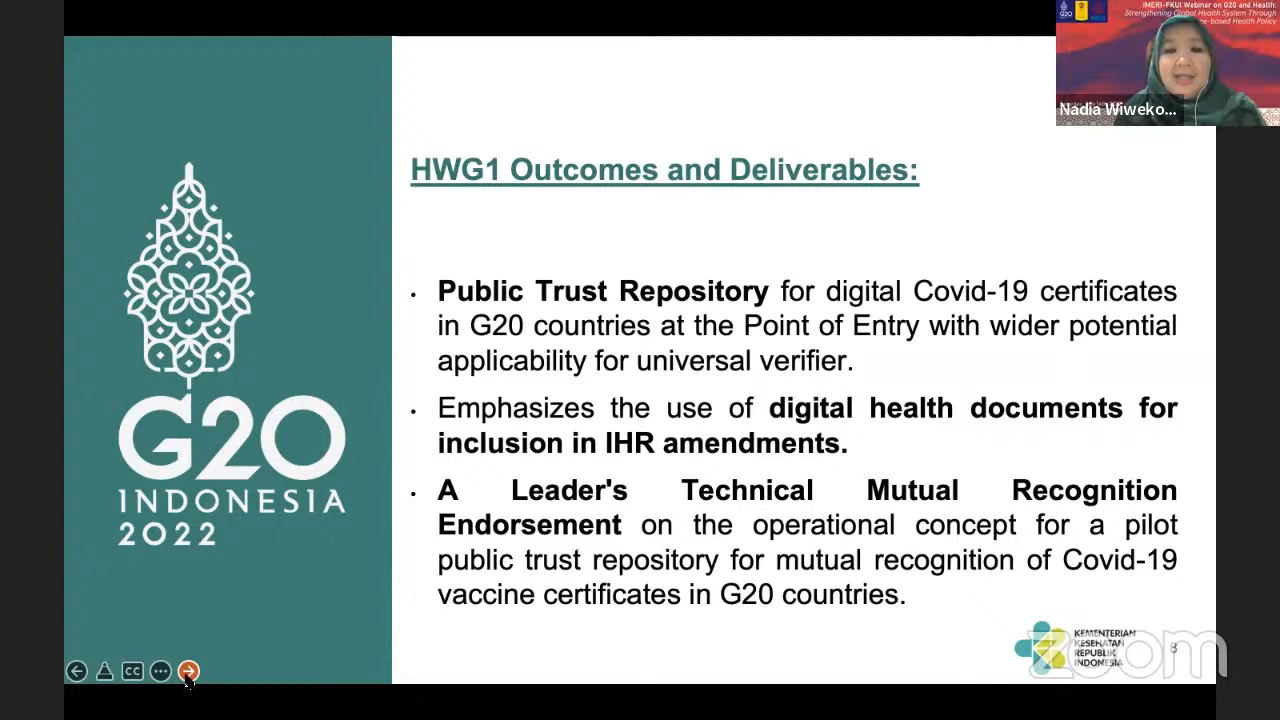 IMERI-FKUI Webinar on G20 and Health:
Strengthening Global Health System Through
ce-based Health Policy
Nadia Wiweko...
HWG1 Outcomes and Deliverables:
• Public Trust Repository for digital Covid-19 certificates
in G20 countries at the Point of Entry with wider potential
applicability for universal verifier.
• Emphasizes the use of digital health documents for
inclusion in IHR amendments.
• A Leader's Technical Mutual Recognition
Endorsement on the operational concept for a pilot
public trust repository for mutual recognition of Covid-19
vaccine certificates in G20 countries.
G20
INDONESIA
2022
CC
KEMENTERIAN
KESEHATAN
REPUBLIK
INDONESIA
zoom
8